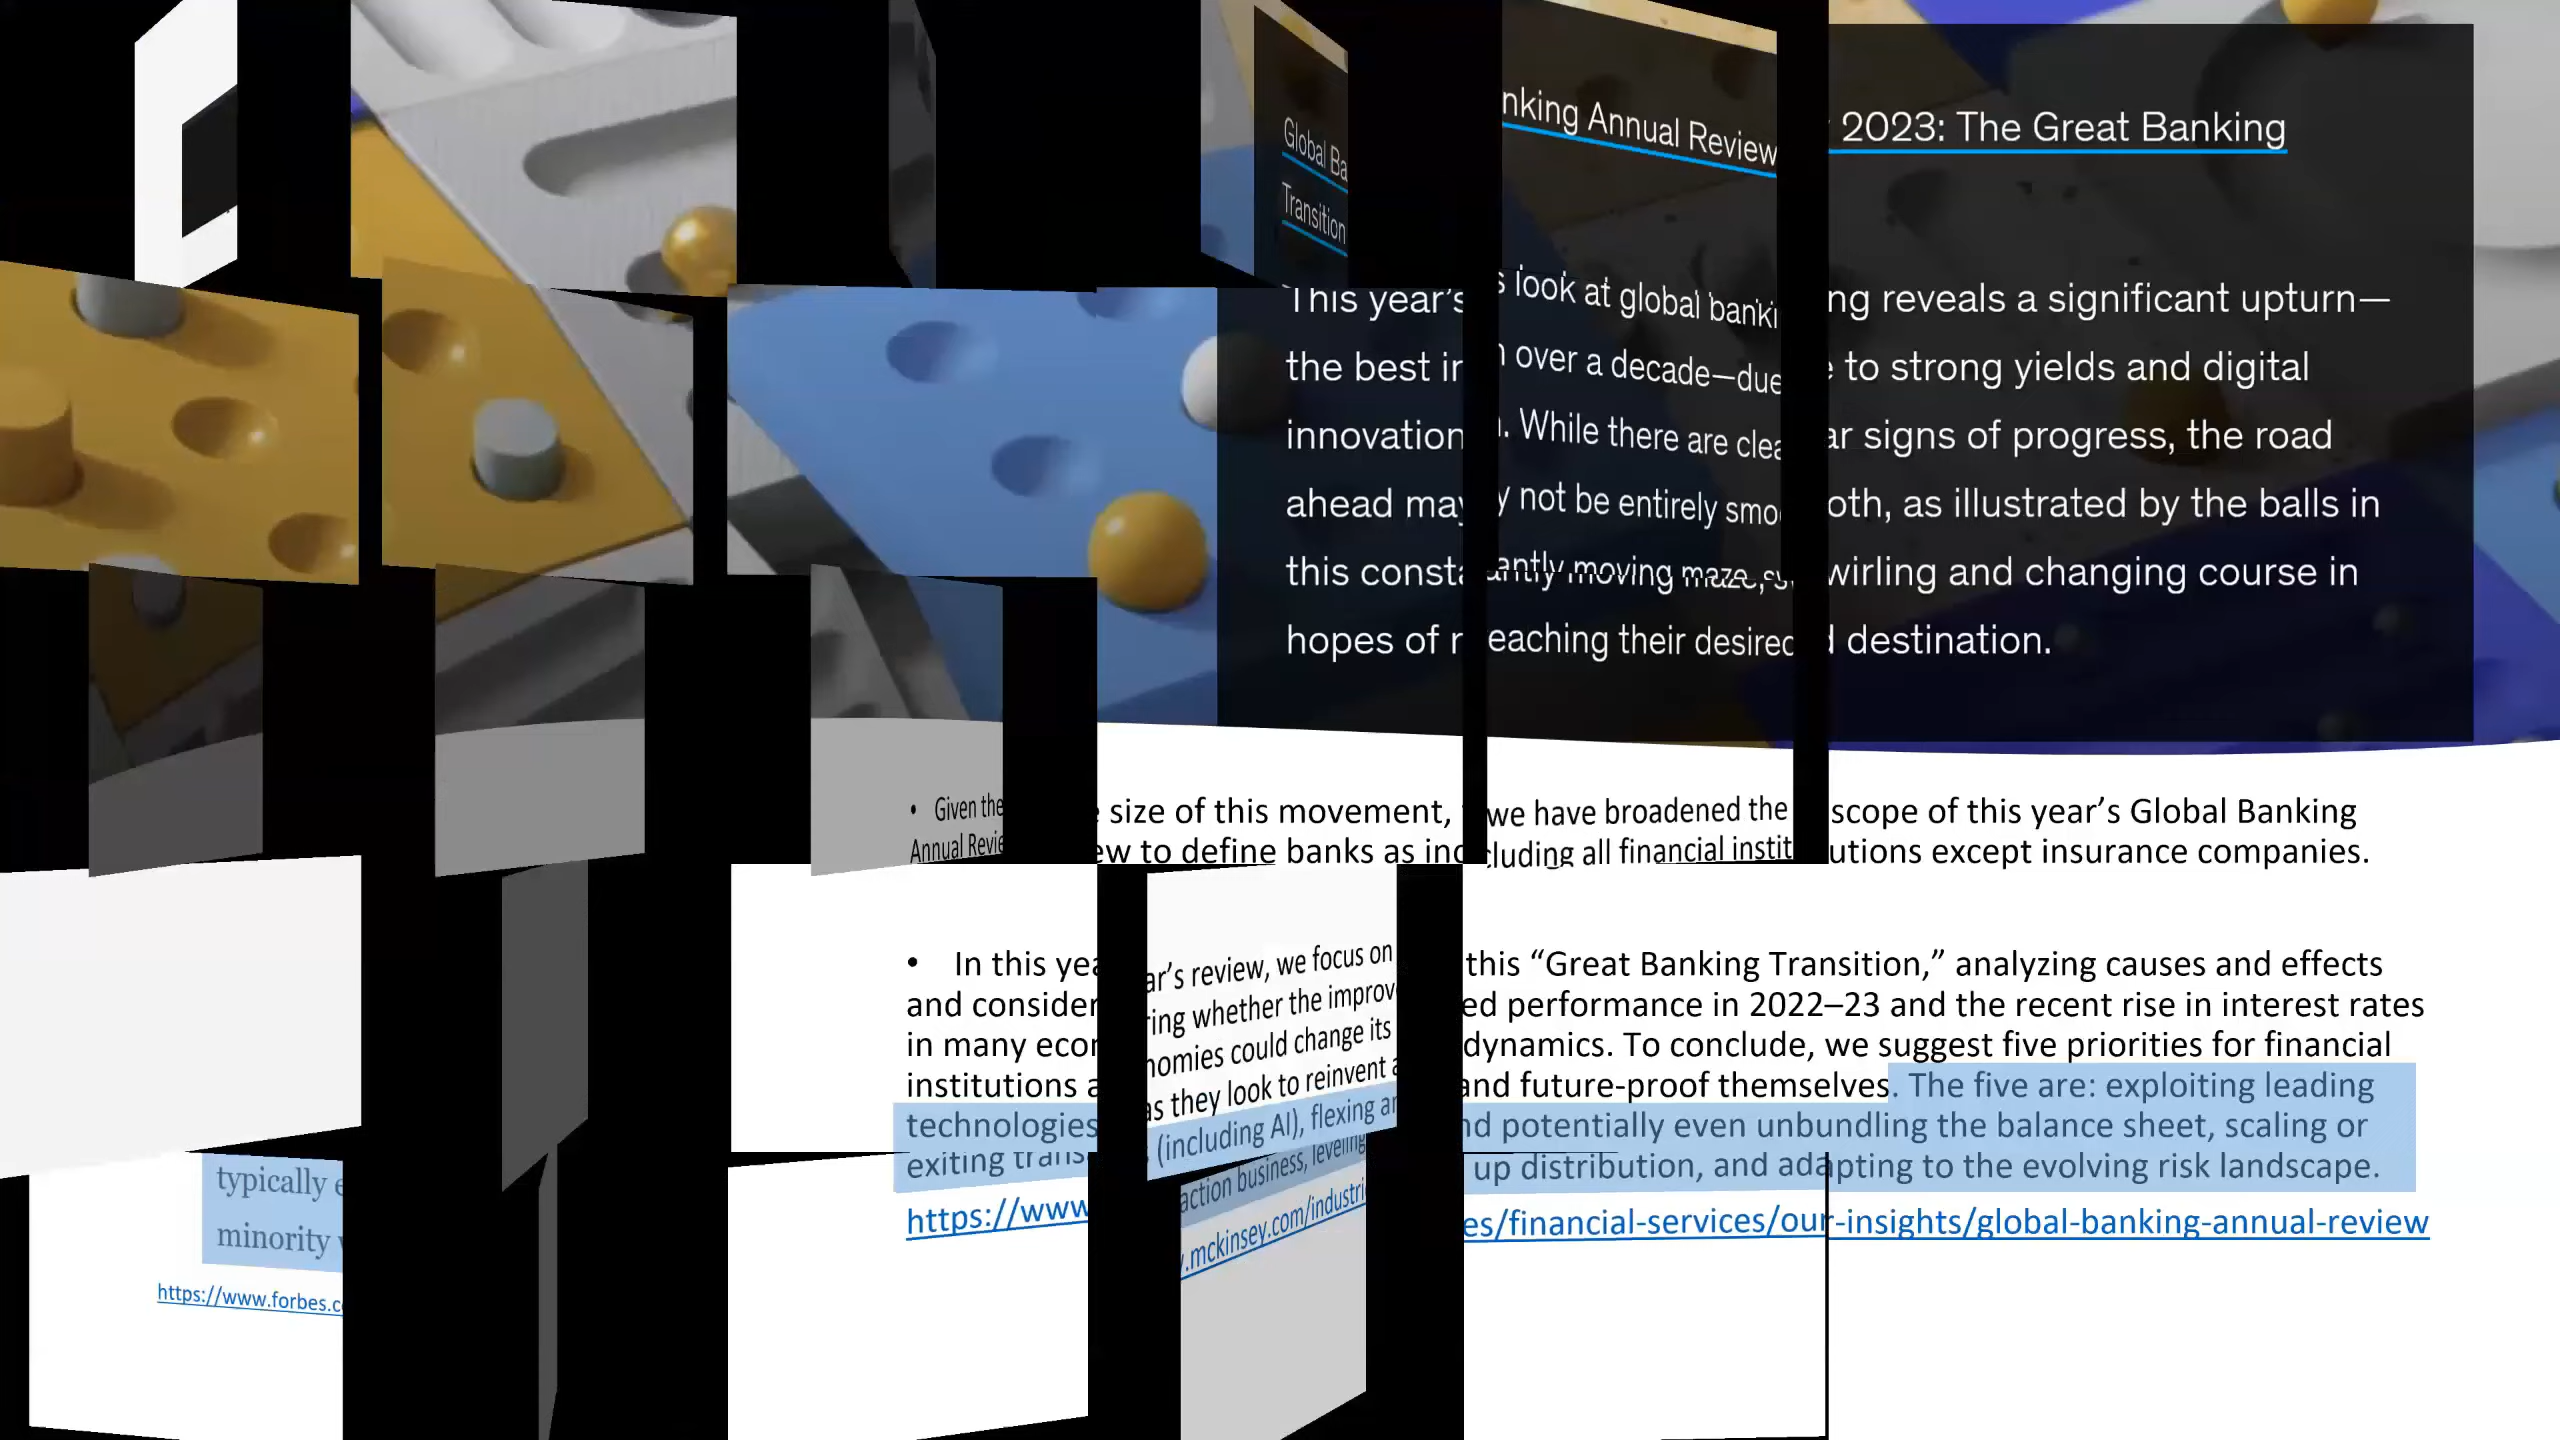 Global Banking Annual Review 2023: The Great Banking
Transition
This year's look at global banking reveals a significant upturn—
the best in over a decade—due to strong yields and digital
innovation. While there are clear signs of progress, the road
ahead may not be entirely smooth, as illustrated by the balls in
this constantly moving maze, swirling and changing course in
hopes of reaching their desired destination.
• Given the size of this movement, we have broadened the scope of this year's Global Banking
Annual Review to define banks as including all financial institutions except insurance companies.
• In this year's review, we focus on this “Great Banking Transition,” analyzing causes and effects
and considering whether the improved performance in 2022–23 and the recent rise in interest rates
in many economies could change its dynamics. To conclude, we suggest five priorities for financial
institutions as they look to reinvent and future-proof themselves. The five are: exploiting leading
technologies (including AI), flexing and potentially even unbundling the balance sheet, scaling or
exiting transaction business, leveling up distribution, and adapting to the evolving risk landscape.
https://www.mckinsey.com/industries/financial-services/our-insights/global-banking-annual-review
typically
minority
https://www.forbes.c